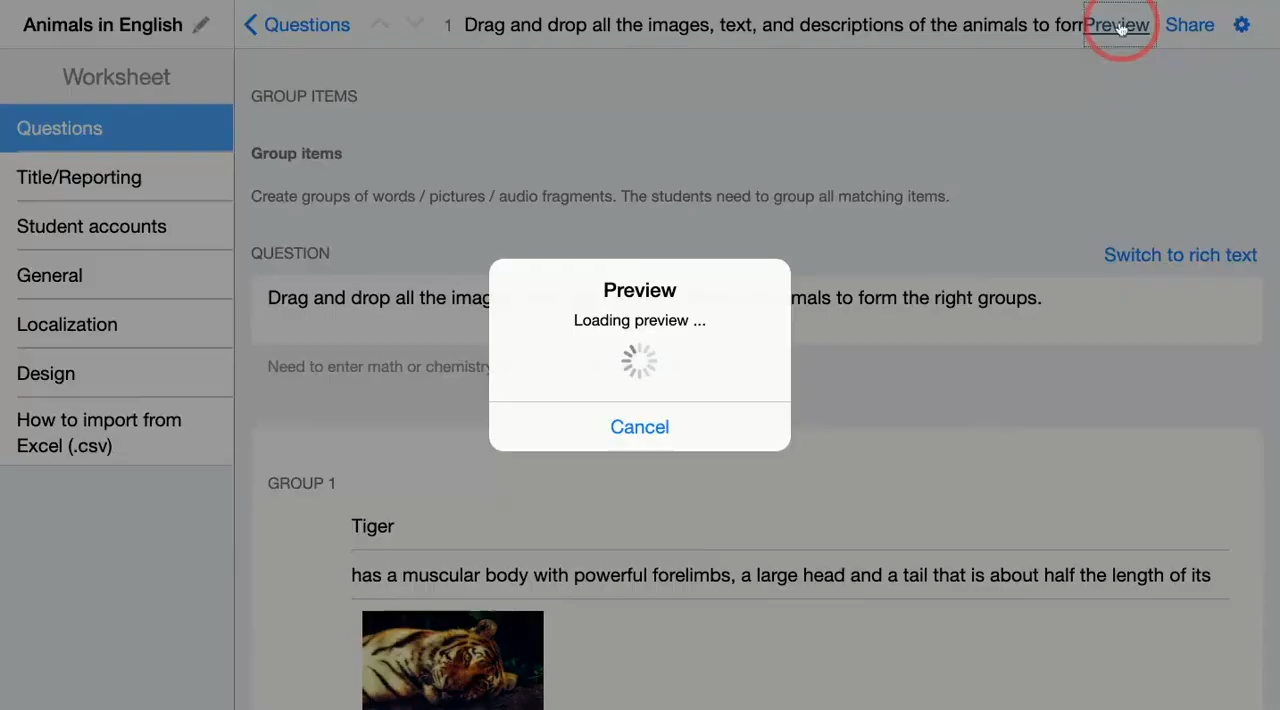 Animals in English
Questions
1 Drag and drop all the images, text, and descriptions of the animals to form
Preview
Share
Worksheet
Questions
Title/Reporting
Student accounts
General
Localization
Design
How to import from
Excel (.csv)
GROUP ITEMS
Group items
Create groups of words / pictures / audio fragments. The students need to group all matching items.
QUESTION
Switch to rich text
Drag and drop all the imag
mals to form the right groups.
Need to enter math or chemistry
Preview
Loading preview ...
Cancel
GROUP 1
Tiger
has a muscular body with powerful forelimbs, a large head and a tail that is about half the length of its